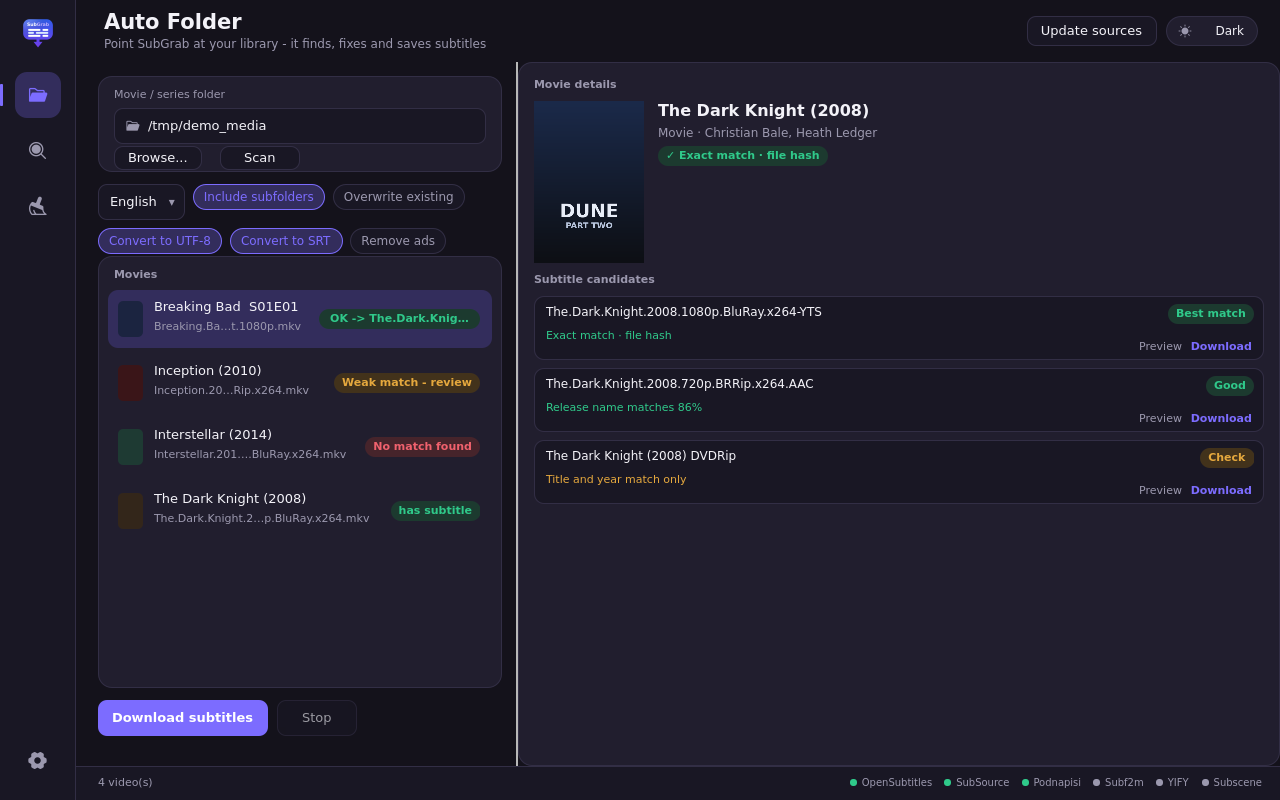 SubGrab
Auto Folder
Point SubGrab at your library - it finds, fixes and saves subtitles
Update sources
Dark
Movie / series folder
/tmp/demo_media
Browse...
Scan
English
Include subfolders
Overwrite existing
Convert to UTF-8
Convert to SRT
Remove ads
Movies
Breaking Bad  S01E01
Breaking.Ba…t.1080p.mkv
OK -> The.Dark.Knig…
Inception (2010)
Inception.20…Rip.x264.mkv
Weak match - review
Interstellar (2014)
Interstellar.201….BluRay.x264.mkv
No match found
The Dark Knight (2008)
The.Dark.Knight.2…p.BluRay.x264.mkv
has subtitle
Download subtitles
Stop
Movie details
DUNE
PART TWO
The Dark Knight (2008)
Movie · Christian Bale, Heath Ledger
✓ Exact match · file hash
Subtitle candidates
The.Dark.Knight.2008.1080p.BluRay.x264-YTS
Best match
Exact match · file hash
Preview Download
The.Dark.Knight.2008.720p.BRRip.x264.AAC
Good
Release name matches 86%
Preview Download
The Dark Knight (2008) DVDRip
Check
Title and year match only
Preview Download
4 video(s)
OpenSubtitles SubSource Podnapisi Subf2m YIFY Subscene